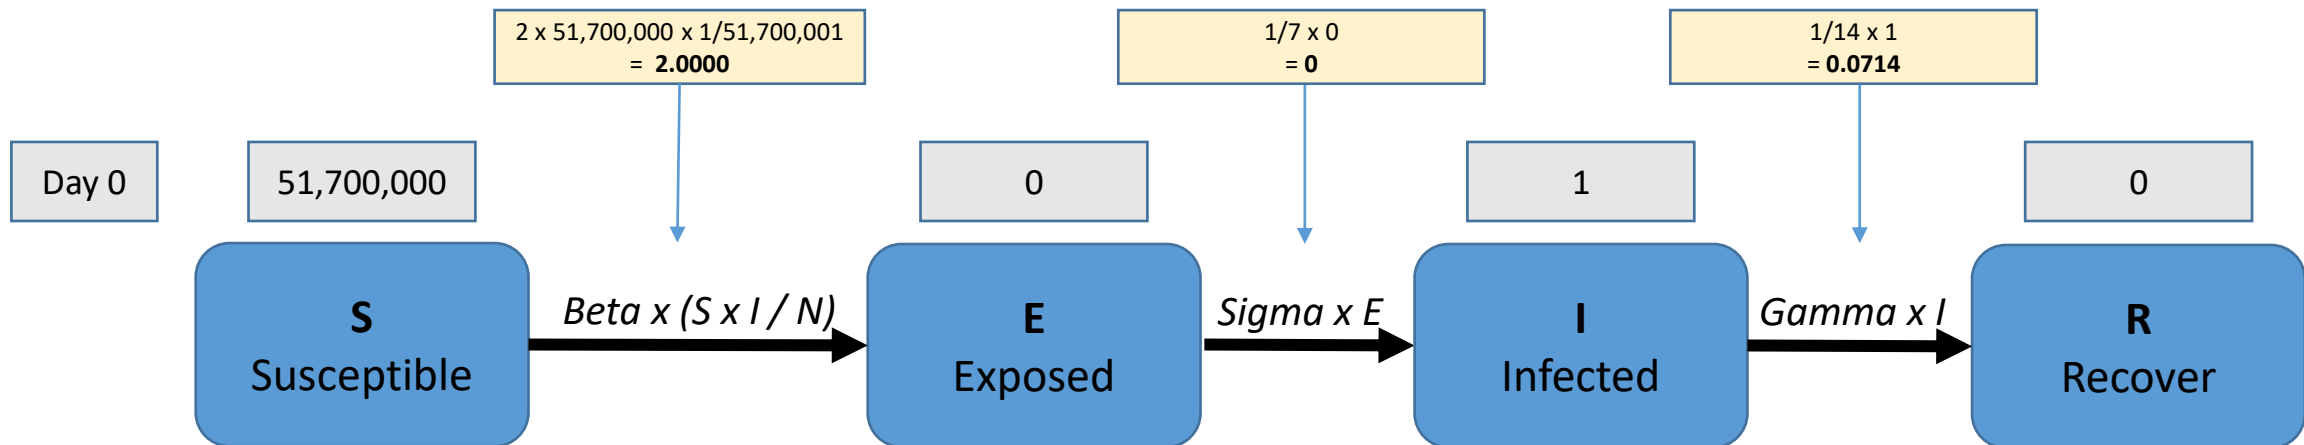 2 x 51,700,000 x 1/51,700,001
= 2.0000
1/7 x 0
= 0
1/14 x 1
= 0.0714
Day 0
51,700,000
0
1
0
S
Susceptible
Beta x (S x I / N)
E
Exposed
Sigma x E
I
Infected
Gamma x I
R
Recover